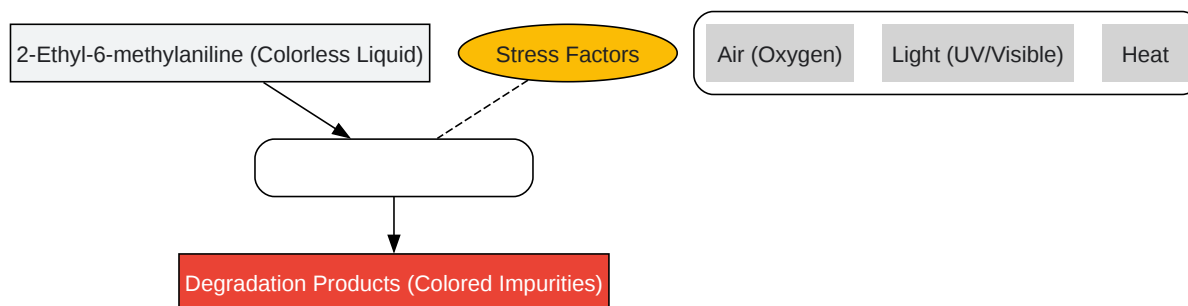 2-Ethyl-6-methylaniline (Colorless Liquid)
Stress Factors
Air (Oxygen)
Light (UV/Visible)
Heat
Degradation Products (Colored Impurities)